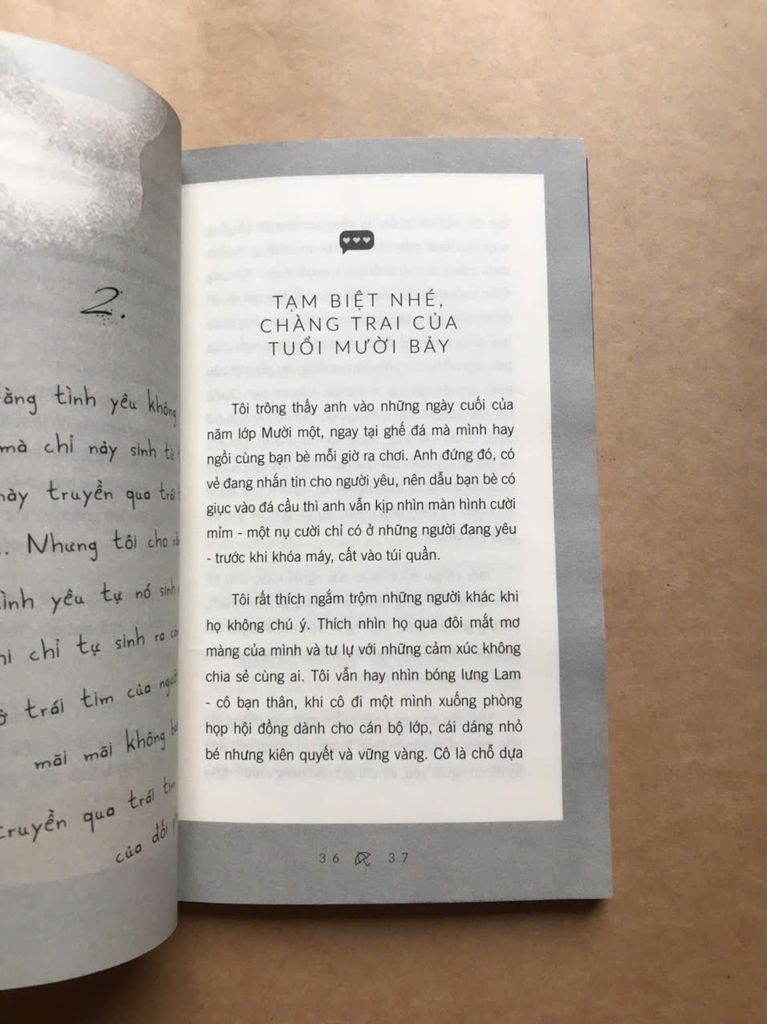 2.
ằng tình yêu không
mà chỉ nảy sinh từ
này truyền qua trái
. Nhưng tôi cho
tình yêu tự nó sinh
chỉ tự sinh ra
ở trái tim của người
mãi mãi không
truyền qua trái tim
của đối
TẠM BIỆT NHÉ,
CHÀNG TRAI CỦA
TUỔI MƯỜI BẢY
Tôi trông thấy anh vào những ngày cuối của
năm lớp Mười một, ngay tại ghế đá mà mình hay
ngồi cùng bạn bè mỗi giờ ra chơi. Anh đứng đó, có
vẻ đang nhắn tin cho người yêu, nên dẫu bạn bè có
giục vào đá cầu thì anh vẫn kịp nhìn màn hình cười
mỉm - một nụ cười chỉ có ở những người đang yêu
- trước khi khóa máy, cất vào túi quần.
Tôi rất thích ngắm trộm những người khác khi
họ không chú ý. Thích nhìn họ qua đôi mắt mơ
màng của mình và tư lự với những cảm xúc không
chia sẻ cùng ai. Tôi vẫn hay nhìn bóng lưng Lam
- cô bạn thân, khi cô đi một mình xuống phòng
họp hội đồng dành cho cán bộ lớp, cái dáng nhỏ
bé nhưng kiên quyết và vững vàng. Cô là chỗ dựa
36 37